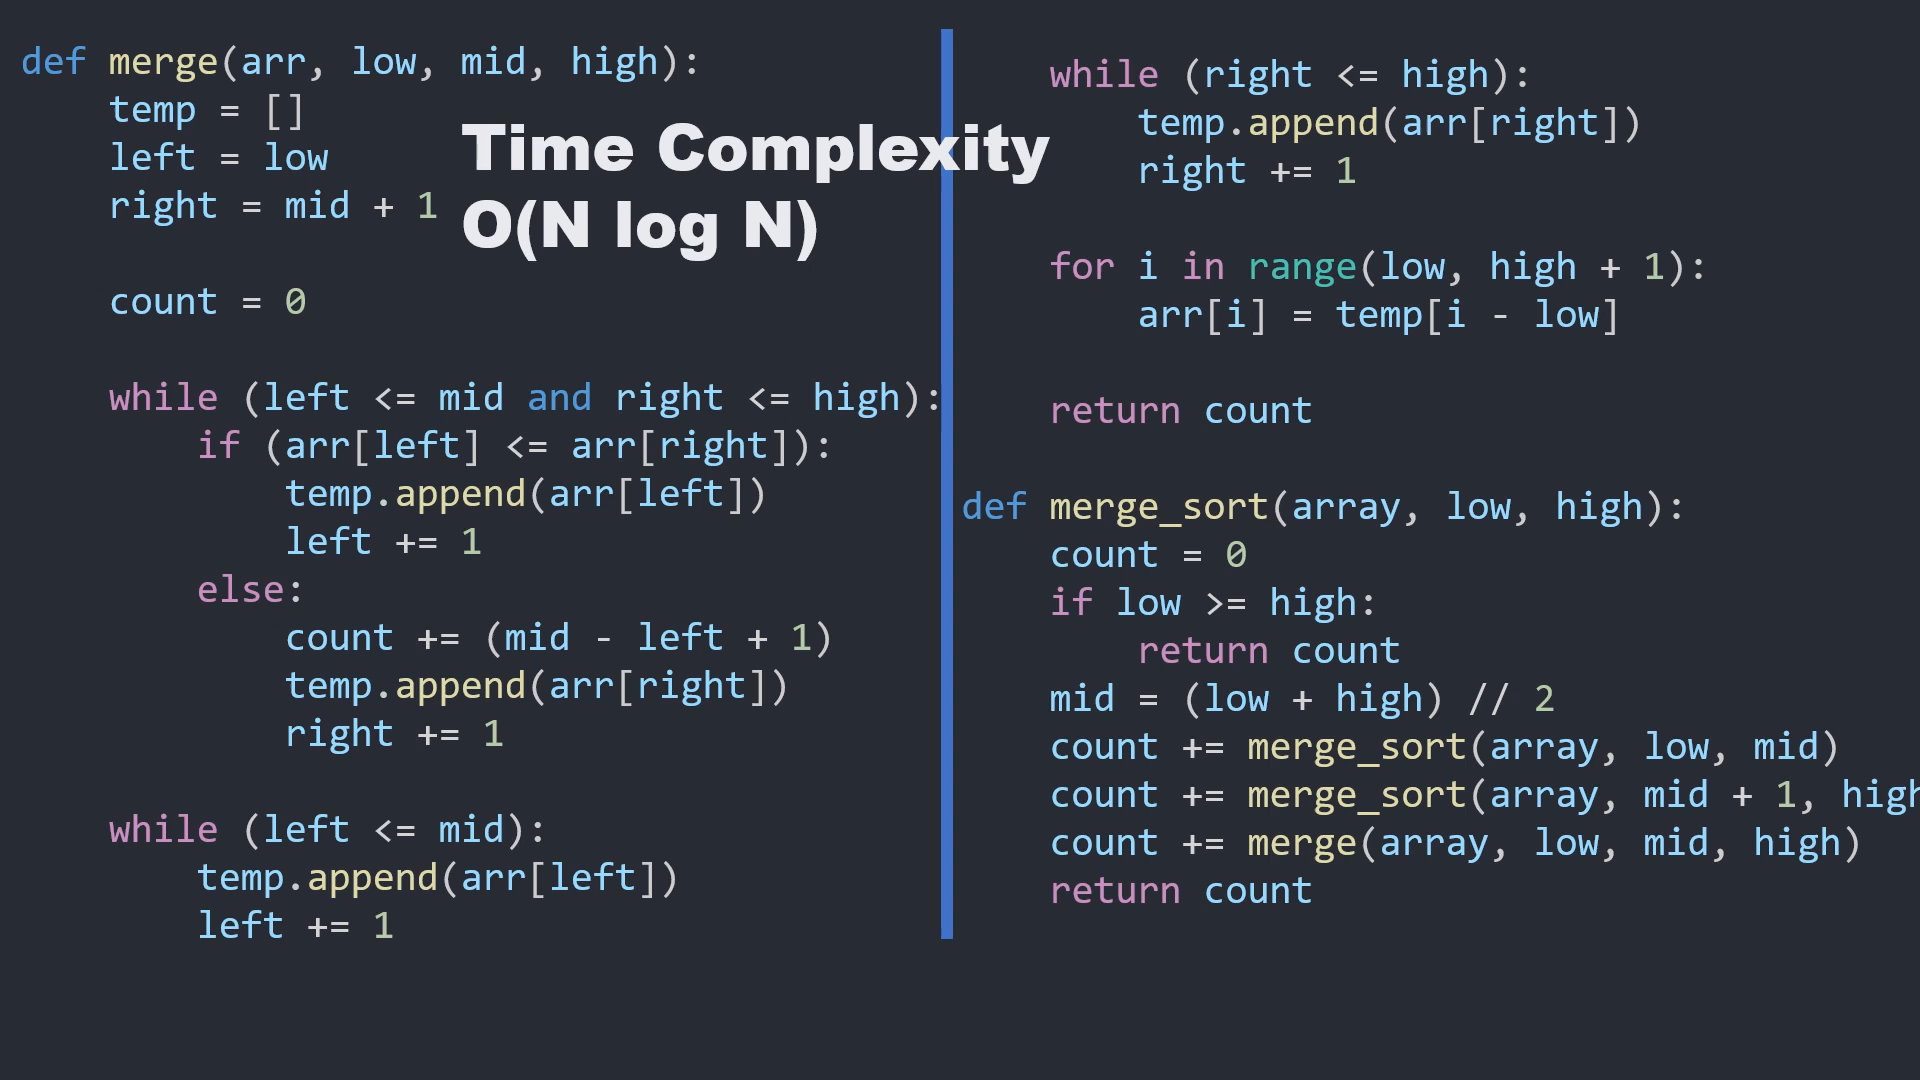 def merge(arr, low, mid, high):
    temp = []
    left = low
    right = mid + 1
Time Complexity
O(N log N)
    count = 0
    while (left <= mid and right <= high):
        if (arr[left] <= arr[right]):
            temp.append(arr[left])
            left += 1
        else:
            count += (mid - left + 1)
            temp.append(arr[right])
            right += 1
    while (left <= mid):
        temp.append(arr[left])
        left += 1
    while (right <= high):
        temp.append(arr[right])
        right += 1
    for i in range(low, high + 1):
        arr[i] = temp[i - low]
    return count
def merge_sort(array, low, high):
    count = 0
    if low >= high:
        return count
    mid = (low + high) // 2
    count += merge_sort(array, low, mid)
    count += merge_sort(array, mid + 1, high
    count += merge(array, low, mid, high)
    return count